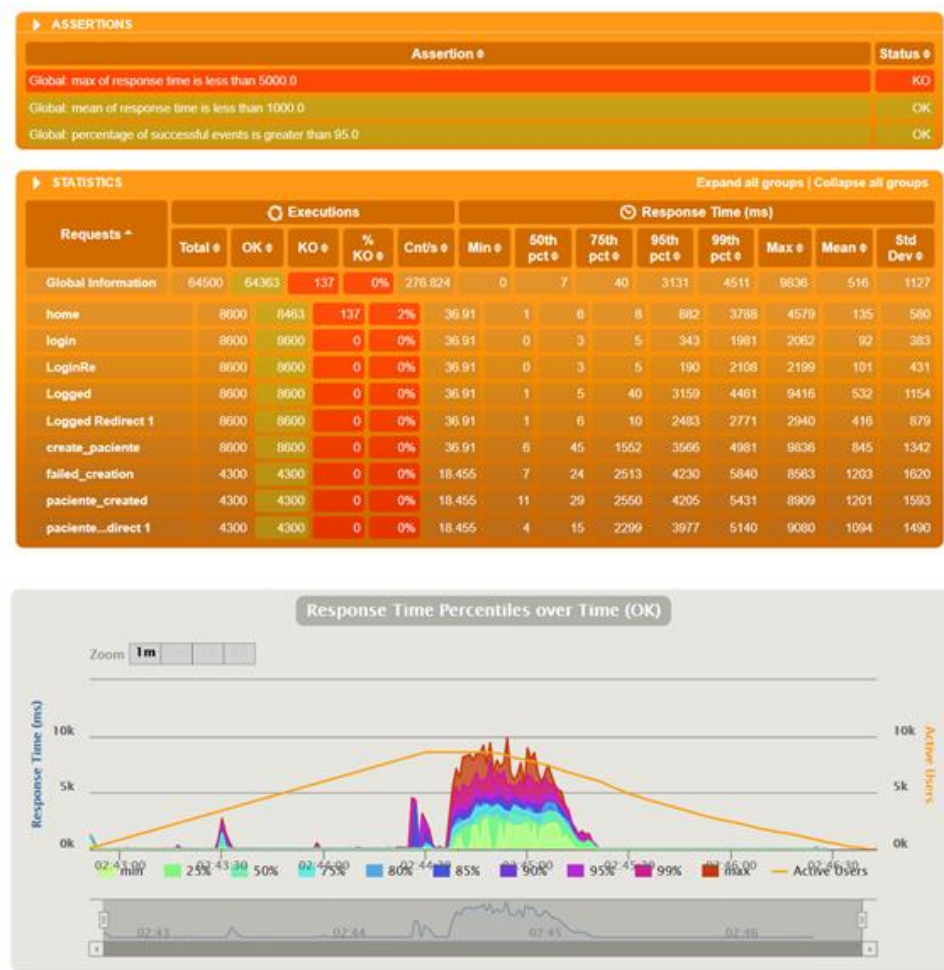 ASSERTIONS
Assertion Status
Global: max of response time is less than 5000.0 KO
Global: mean of response time is less than 1000.0 OK
Global: percentage of successful events is greater than 95.0 OK
STATISTICS Expand all groups | Collapse all groups
Requests Executions Response Time (ms)
Total OK KO % KO Cnt/s Min 50th pct 75th pct 95th pct 99th pct Max Mean Std Dev
Global Information 64500 64363 137 0% 276.824 0 7 40 3131 4511 9836 516 1127
home 8600 8463 137 2% 36.91 1 6 8 882 3788 4579 135 580
login 8600 8600 0 0% 36.91 0 3 5 343 1981 2062 92 383
LoginRe 8600 8600 0 0% 36.91 0 3 5 190 2108 2199 101 431
Logged 8600 8600 0 0% 36.91 1 5 40 3159 4461 9416 532 1154
Logged Redirect 1 8600 8600 0 0% 36.91 1 6 10 2483 2771 2940 416 879
create_paciente 8600 8600 0 0% 36.91 6 45 1552 3566 4981 9836 845 1342
failed_creation 4300 4300 0 0% 18.455 7 24 2513 4230 5840 8563 1203 1620
paciente_created 4300 4300 0 0% 18.455 11 29 2550 4205 5431 8909 1201 1593
paciente...direct 1 4300 4300 0 0% 18.455 4 15 2299 3977 5140 9080 1094 1490
Response Time Percentiles over Time (OK)
Zoom 1m
Response Time (ms)
Active Users
10k 10k
5k 5k
0k 0k
02:43:00 02:43:30 02:44:00 02:44:30 02:45:00 02:45:30 02:46:00 02:46:30
min 25% 50% 75% 80% 85% 90% 95% 99% max Active Users
02:43 02:44 02:45 02:46